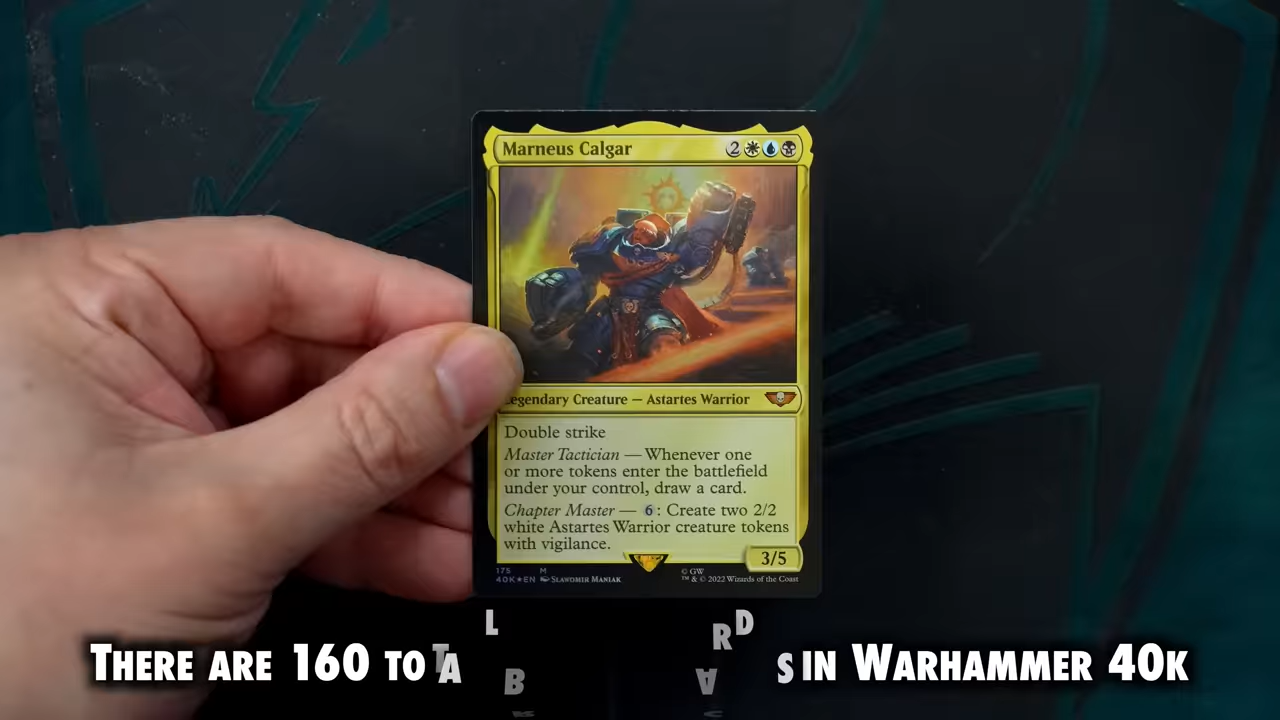 Marneus Calgar 2
Legendary Creature — Astartes Warrior
Double strike
Master Tactician — Whenever one
or more tokens enter the battlefield
under your control, draw a card.
Chapter Master — 6: Create two 2/2
white Astartes Warrior creature tokens
with vigilance.
3/5
175 M
40K★EN Slawomir Maniak
© GW
™ & © 2022 Wizards of the Coast
There are 160 to in Warhammer 40k